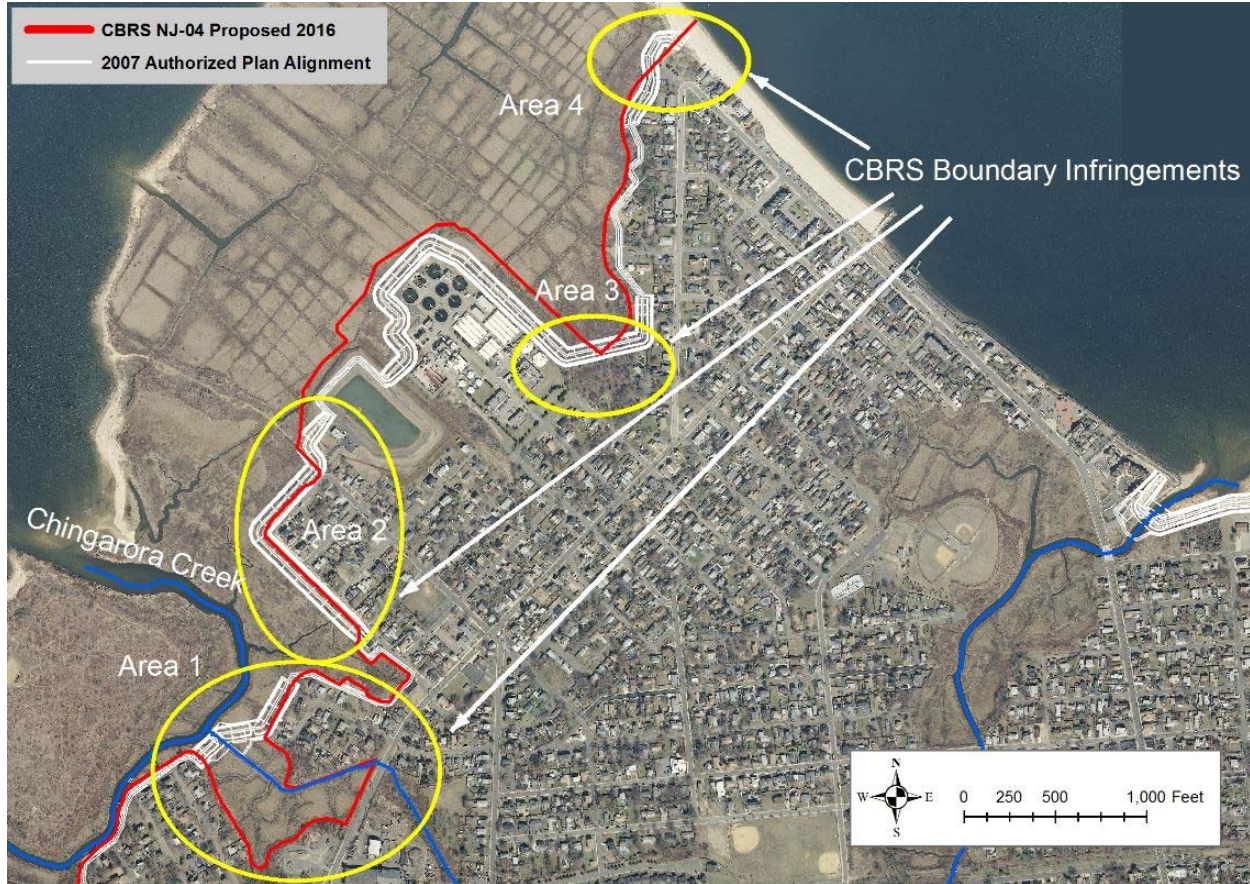 CBRS NJ-04 Proposed 2016
2007 Authorized Plan Alignment
Area 4
CBRS Boundary Infringements
Area 3
Area 2
Chingarora Creek
Area 1
N
W E
S
0 250 500 1,000 Feet